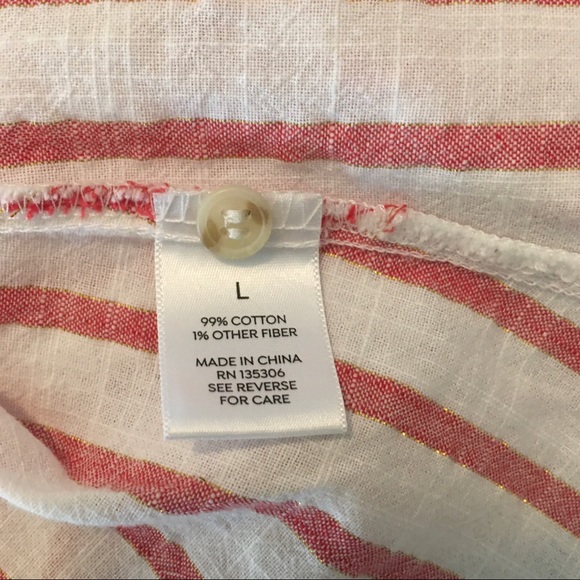 L
99% COTTON
1% OTHER FIBER
MADE IN CHINA
RN 135306
SEE REVERSE
FOR CARE